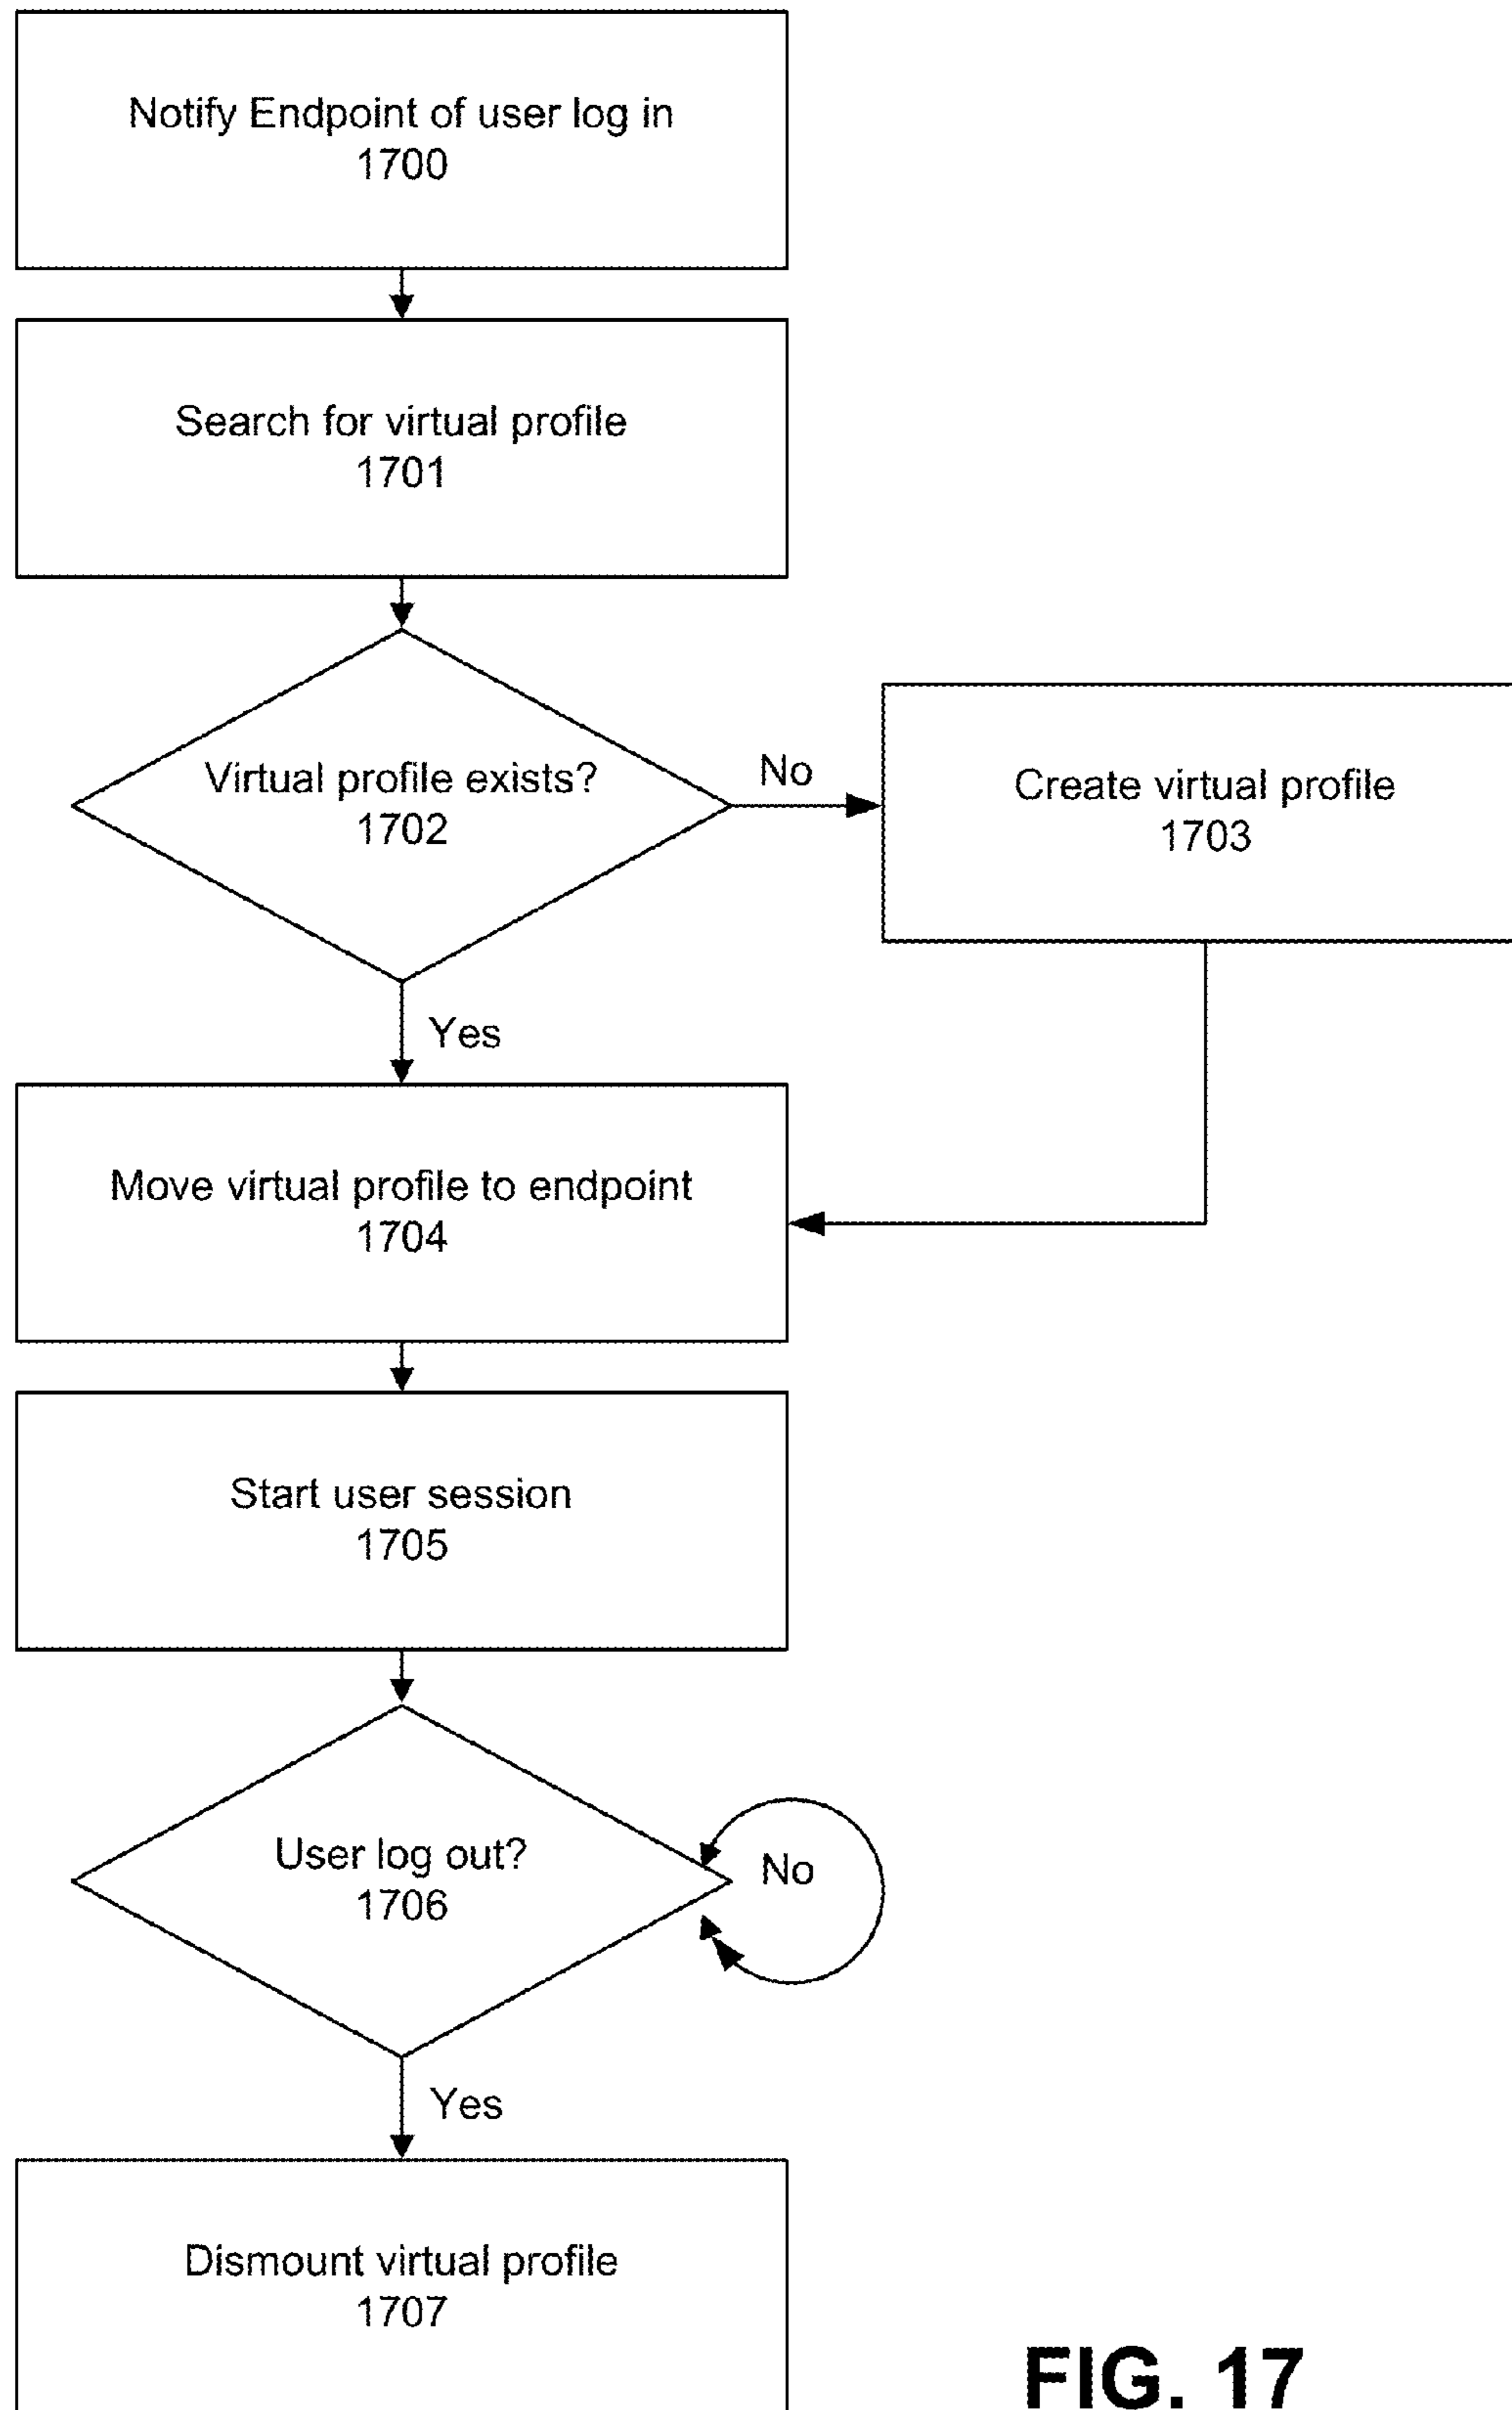 Notify Endpoint of user log in
1700
Search for virtual profile
1701
Virtual profile exists?
1702
No
Create virtual profile
1703
Yes
Move virtual profile to endpoint
1704
Start user session
1705
User log out?
1706
No
Yes
Dismount virtual profile
1707
FIG. 17